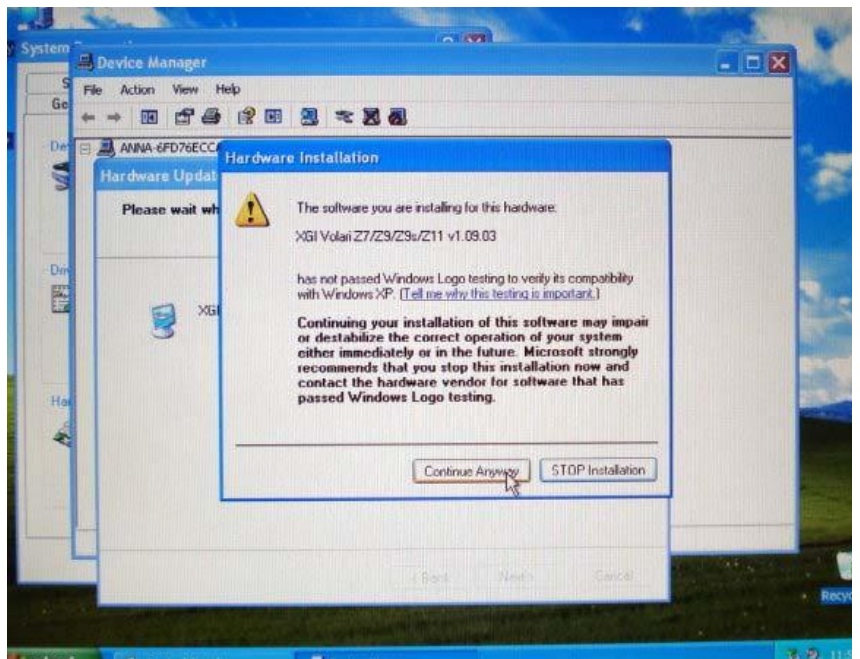 System
Device Manager
File Action View Help
Ge
ANNA-6FD76ECCA
Hardware Updat
Hardware Installation
Please wait wh
The software you are installing for this hardware:
XGI Volari Z7/Z9/Z9s/Z11 v1.09.03
has not passed Windows Logo testing to verify its compatibility
with Windows XP. (Tell me why this testing is important.)
XGI
Continuing your installation of this software may impair
or destabilize the correct operation of your system
either immediately or in the future. Microsoft strongly
recommends that you stop this installation now and
contact the hardware vendor for software that has
passed Windows Logo testing.
Continue Anyway STOP Installation
< Back Next > Cancel
Recyc